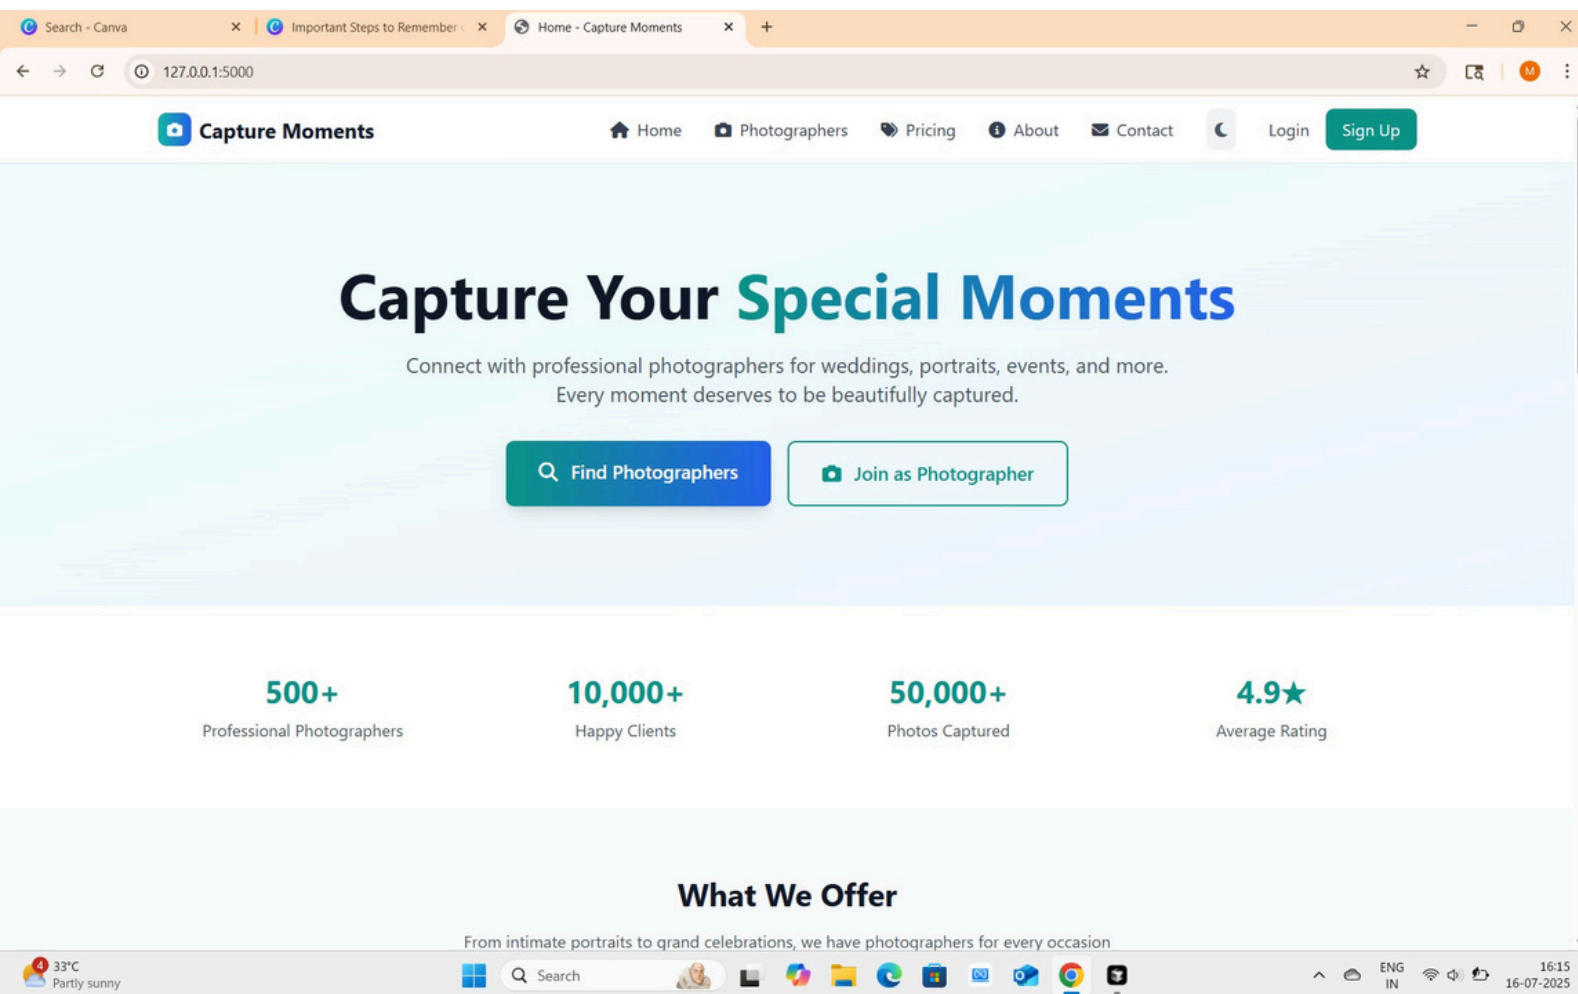 Search - Canva
Important Steps to Remember
Home - Capture Moments
127.0.0.1:5000
M
Capture Moments
Home
Photographers
Pricing
About
Contact
Login
Sign Up
Capture Your Special Moments
Connect with professional photographers for weddings, portraits, events, and more.
Every moment deserves to be beautifully captured.
Find Photographers
Join as Photographer
500+
10,000+
50,000+
4.9★
Professional Photographers
Happy Clients
Photos Captured
Average Rating
What We Offer
From intimate portraits to grand celebrations, we have photographers for every occasion
4
33°C
Partly sunny
Search
ENG
IN
16:15
16-07-2025